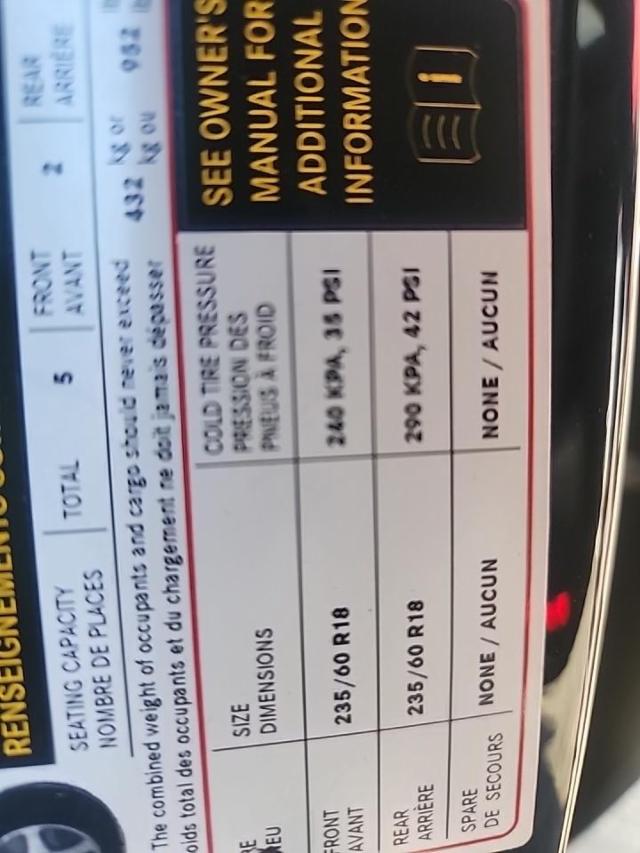 SEATING CAPACITY
NOMBRE DE PLACES
TOTAL 5
FRONT
AVANT
2
REAR
ARRIÈRE
The combined weight of occupants and cargo should never exceed 432 kg or 952
oids total des occupants et du chargement ne doit jamais dépasser kg ou
SIZE
DIMENSIONS
COLD TIRE PRESSURE
PRESSION DES
PNEUS À FROID
SEE OWNER'S
MANUAL FOR
ADDITIONAL
INFORMATION
FRONT
AVANT
235/60 R18
240 KPA, 35 PSI
REAR
ARRIÈRE
235/60 R18
290 KPA, 42 PSI
SPARE
DE SECOURS
NONE / AUCUN
NONE / AUCUN